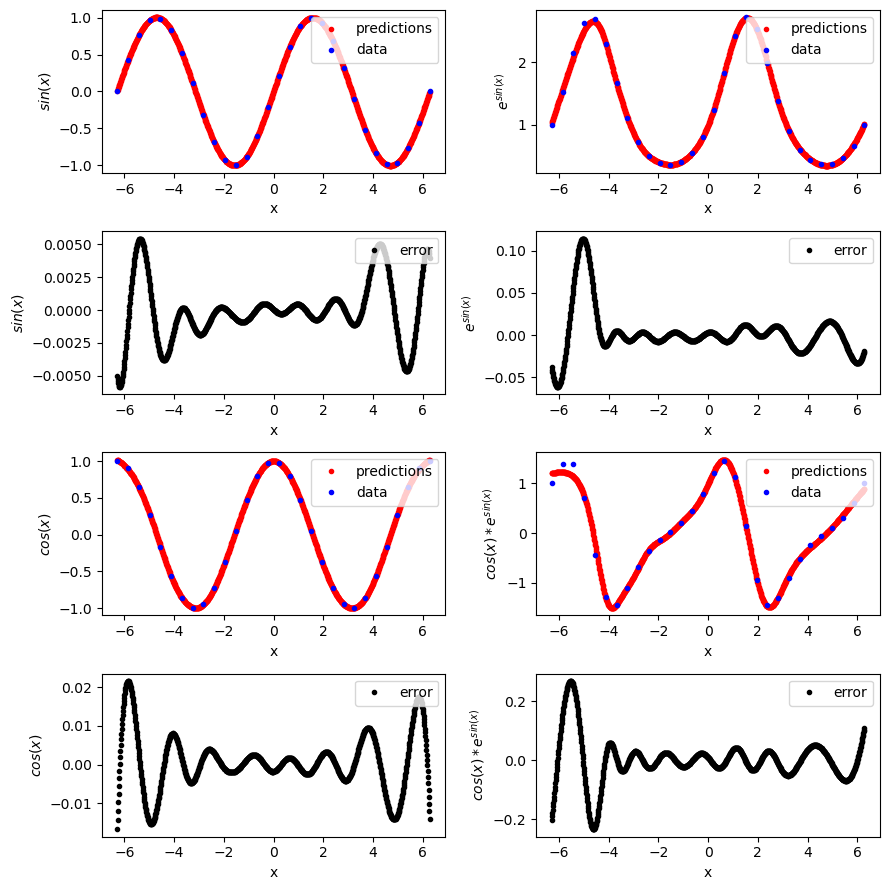 predictions
data
sin(x)
1.0
0.5
0.0
−0.5
−1.0
−6 −4 −2 0 2 4 6
x
predictions
data
e^sin(x)
2
1
−6 −4 −2 0 2 4 6
x
error
sin(x)
0.0050
0.0025
0.0000
−0.0025
−0.0050
−6 −4 −2 0 2 4 6
x
error
e^sin(x)
0.10
0.05
0.00
−0.05
−6 −4 −2 0 2 4 6
x
predictions
data
cos(x)
1.0
0.5
0.0
−0.5
−1.0
−6 −4 −2 0 2 4 6
x
predictions
data
cos(x) * e^sin(x)
1
0
−1
−6 −4 −2 0 2 4 6
x
error
cos(x)
0.02
0.01
0.00
−0.01
−6 −4 −2 0 2 4 6
x
error
cos(x) * e^sin(x)
0.2
0.0
−0.2
−6 −4 −2 0 2 4 6
x